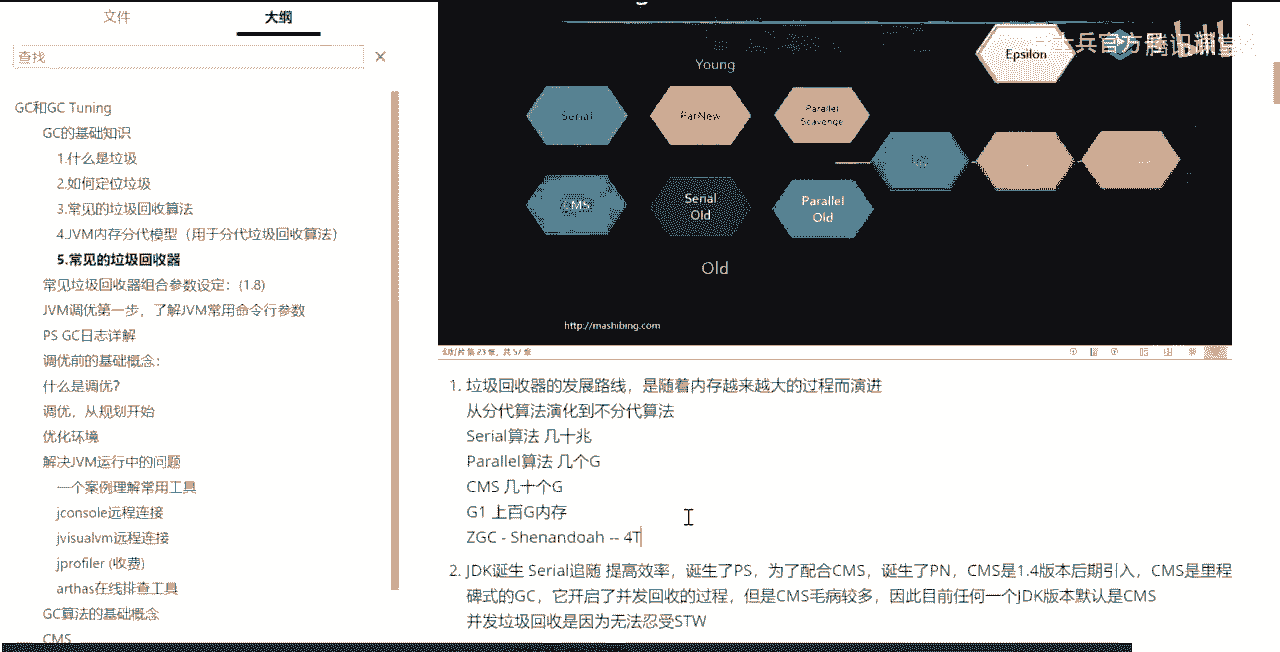 文件
大纲
查找
GC和GC Tuning
GC的基础知识
1.什么是垃圾
2.如何定位垃圾
3.常见的垃圾回收算法
4.JVM内存分代模型（用于分代垃圾回收算法）
5.常见的垃圾回收器
常见垃圾回收器组合参数设定：(1.8)
JVM调优第一步，了解JVM常用命令行参数
PS GC日志详解
调优前的基础概念：
什么是调优？
调优，从规划开始
优化环境
解决JVM运行中的问题
一个案例理解常用工具
jconsole远程连接
jvisualvm远程连接
jprofiler (收费)
arthas在线排查工具
GC算法的基础概念
CMS
士兵官方
腾讯课堂
Young
Epsilon
Serial
ParNew
Parallel
Scavenge
CMS
Serial
Old
Parallel
Old
Old
http://mashibing.com
幻灯片 第 23 章，共 57 章
1. 垃圾回收器的发展路线，是随着内存越来越大的过程而演进
从分代算法演化到不分代算法
Serial算法 几十兆
Parallel算法 几个G
CMS 几十个G
G1 上百G内存
ZGC - Shenandoah -- 4T
2. JDK诞生 Serial追随 提高效率，诞生了PS，为了配合CMS，诞生了PN，CMS是1.4版本后期引入，CMS是里程
碑式的GC，它开启了并发回收的过程，但是CMS毛病较多，因此目前任何一个JDK版本默认是CMS
并发垃圾回收是因为无法忍受STW